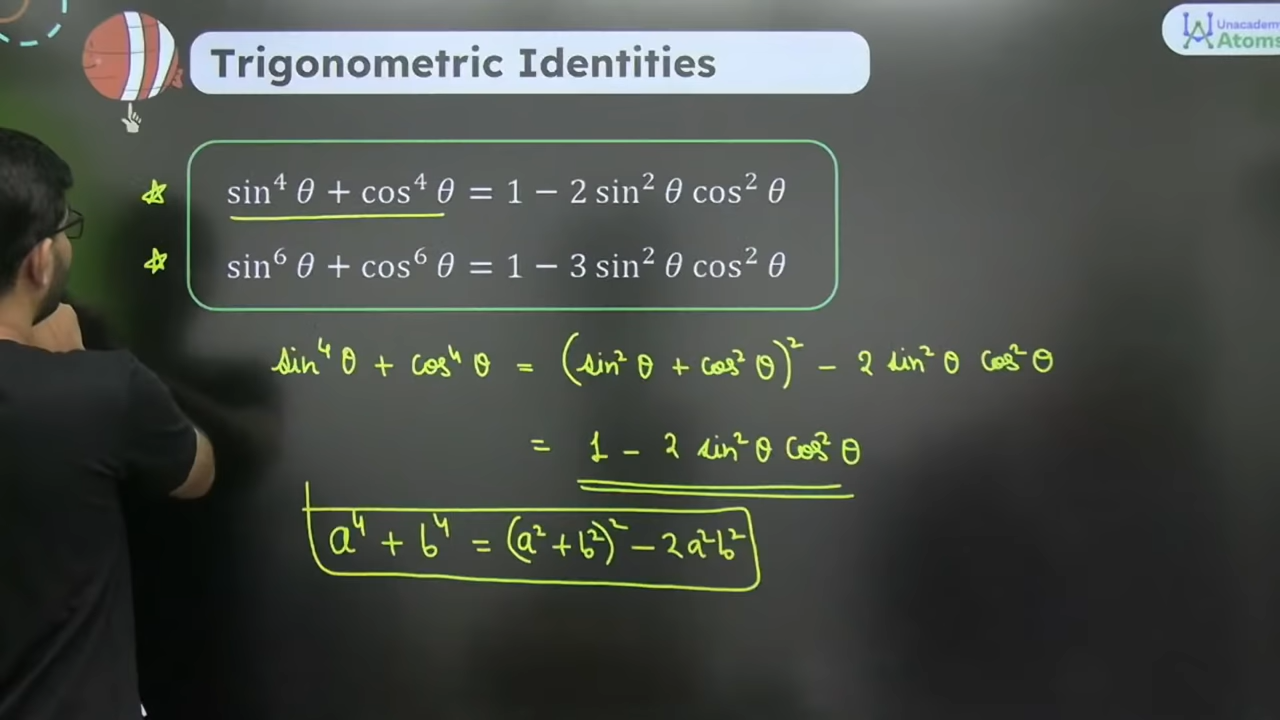 Trigonometric Identities
Unacademy
Atoms
sin⁴ θ + cos⁴ θ = 1 − 2 sin² θ cos² θ
sin⁶ θ + cos⁶ θ = 1 − 3 sin² θ cos² θ
sin⁴ θ + cos⁴ θ = (sin² θ + cos² θ)² − 2 sin² θ cos² θ
= 1 − 2 sin² θ cos² θ
a⁴ + b⁴ = (a² + b²)² − 2a²b²